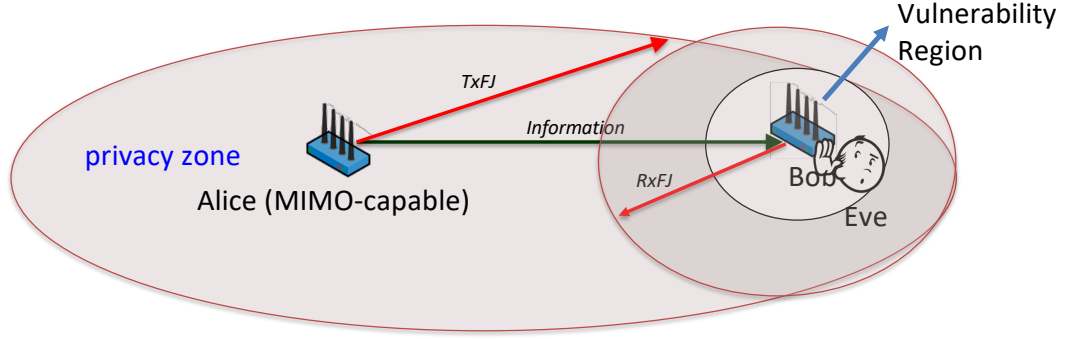 Vulnerability
Region
TxFJ
Information
privacy zone
RxFJ
Bob
Alice (MIMO-capable)
Eve